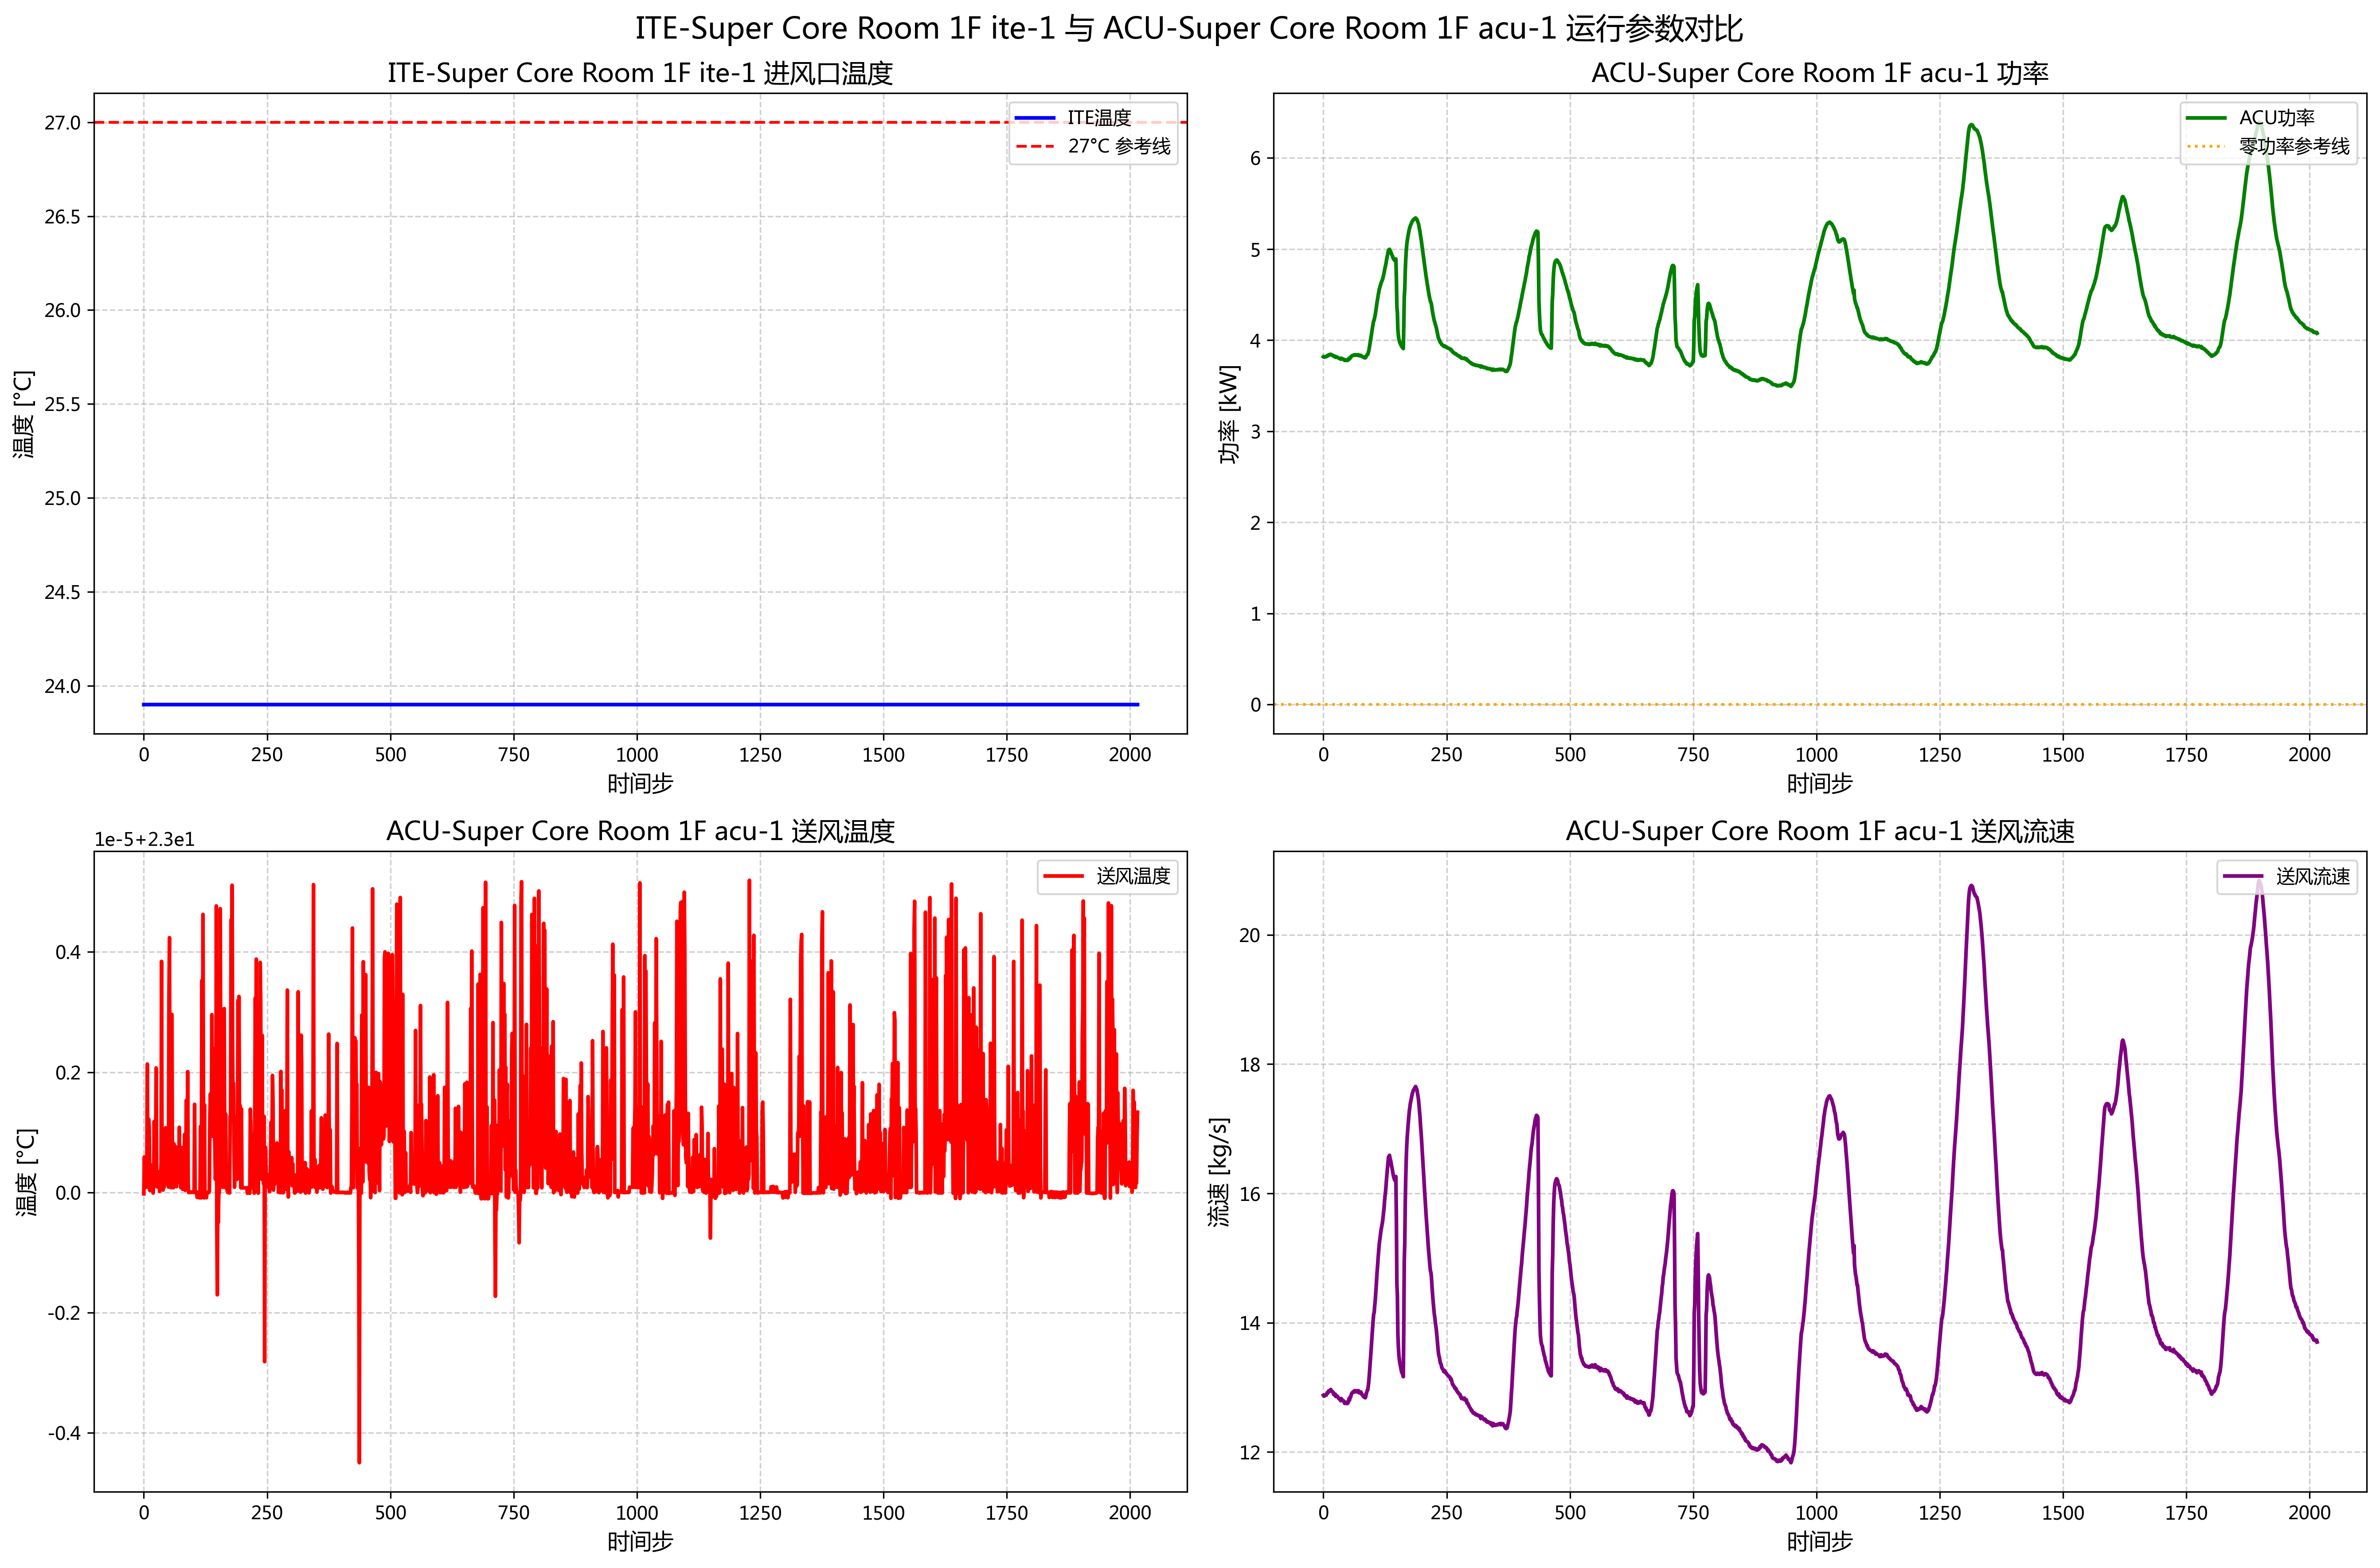 ITE-Super Core Room 1F ite-1 与 ACU-Super Core Room 1F acu-1 运行参数对比
ITE-Super Core Room 1F ite-1 进风口温度
ITE温度
27°C 参考线
27.0
26.5
26.0
25.5
25.0
24.5
24.0
温度 [°C]
0 250 500 750 1000 1250 1500 1750 2000
时间步
ACU-Super Core Room 1F acu-1 功率
ACU功率
零功率参考线
6
5
4
3
2
1
0
功率 [kW]
0 250 500 750 1000 1250 1500 1750 2000
时间步
ACU-Super Core Room 1F acu-1 送风温度
1e-5+2.3e1
送风温度
0.4
0.2
0.0
-0.2
-0.4
温度 [°C]
0 250 500 750 1000 1250 1500 1750 2000
时间步
ACU-Super Core Room 1F acu-1 送风流速
送风流速
20
18
16
14
12
流速 [kg/s]
0 250 500 750 1000 1250 1500 1750 2000
时间步